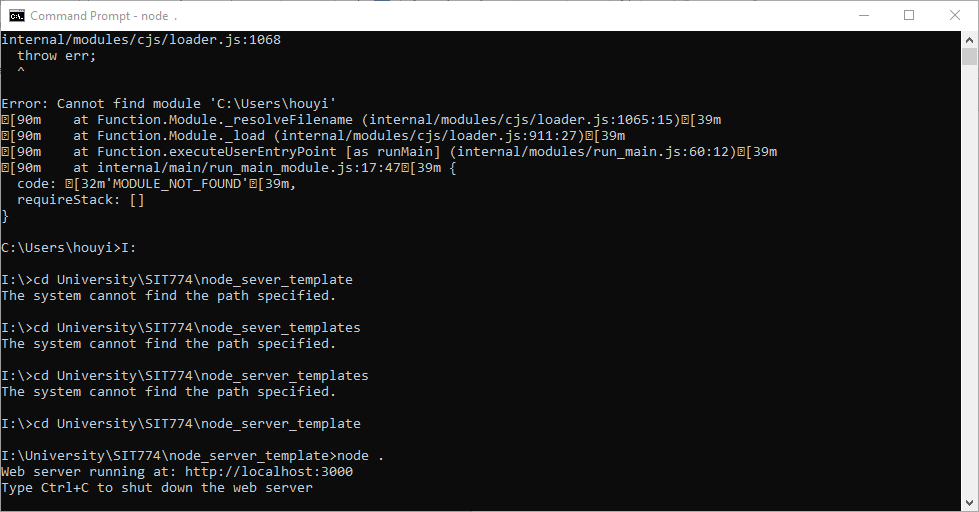 Command Prompt - node .
internal/modules/cjs/loader.js:1068
  throw err;
  ^
Error: Cannot find module 'C:\Users\houyi'
[90m    at Function.Module._resolveFilename (internal/modules/cjs/loader.js:1065:15)[39m
[90m    at Function.Module._load (internal/modules/cjs/loader.js:911:27)[39m
[90m    at Function.executeUserEntryPoint [as runMain] (internal/modules/run_main.js:60:12)[39m
[90m    at internal/main/run_main_module.js:17:47[39m {
  code: [32m'MODULE_NOT_FOUND'[39m,
  requireStack: []
}
C:\Users\houyi>I:
I:\>cd University\SIT774\node_sever_template
The system cannot find the path specified.
I:\>cd University\SIT774\node_sever_templates
The system cannot find the path specified.
I:\>cd University\SIT774\node_server_templates
The system cannot find the path specified.
I:\>cd University\SIT774\node_server_template
I:\University\SIT774\node_server_template>node .
Web server running at: http://localhost:3000
Type Ctrl+C to shut down the web server